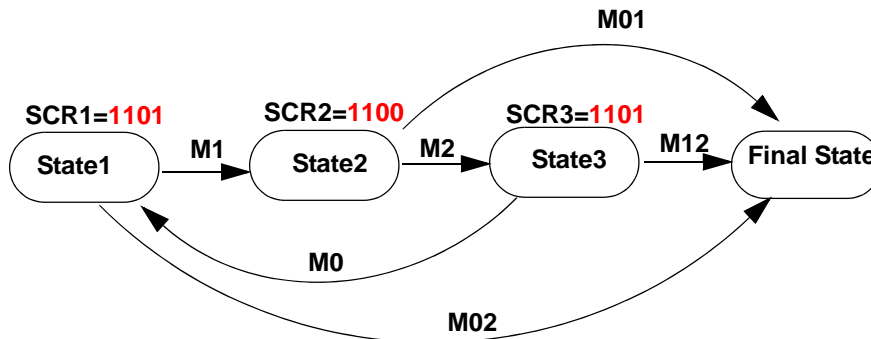 M01
SCR1=1101
SCR2=1100
SCR3=1101
State1
M1
State2
M2
State3
M12
Final State
M0
M02